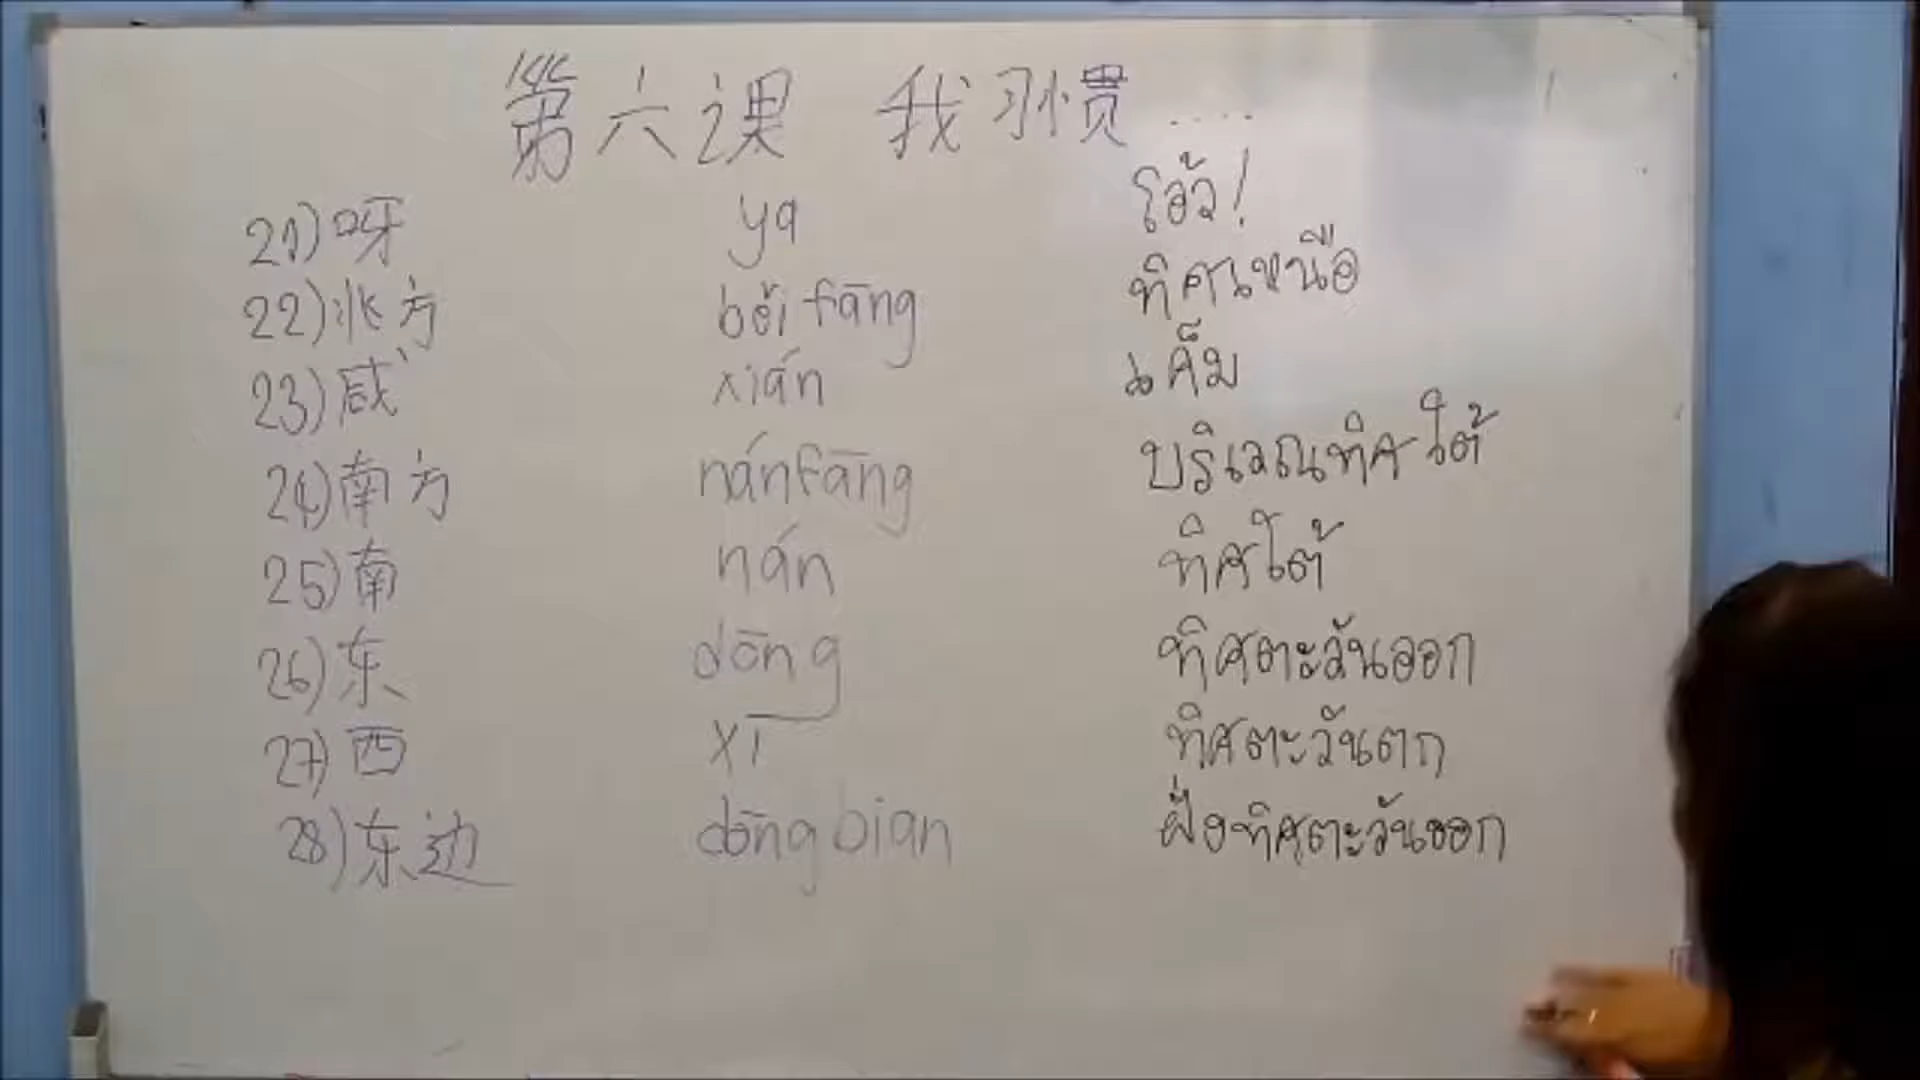 第六课 我习惯 .....
21) 呀 ya โอ้ว!
22) 北方 běi fāng ทิศเหนือ
23) 咸 xián เค็ม
24) 南方 nánfāng บริเวณทิศใต้
25) 南 nán ทิศใต้
26) 东 dōng ทิศตะวันออก
27) 西 xī ทิศตะวันตก
28) 东边 dōng bian ฝั่งทิศตะวันออก